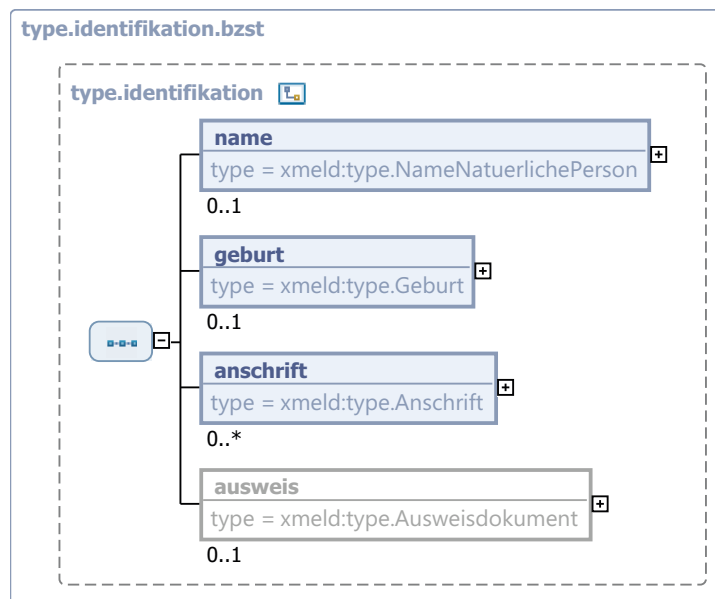 type.identifikation.bzst
type.identifikation
name
type = xmeld:type.NameNatuerlichePerson
0..1
geburt
type = xmeld:type.Geburt
0..1
anschrift
type = xmeld:type.Anschrift
0..*
ausweis
type = xmeld:type.Ausweisdokument
0..1